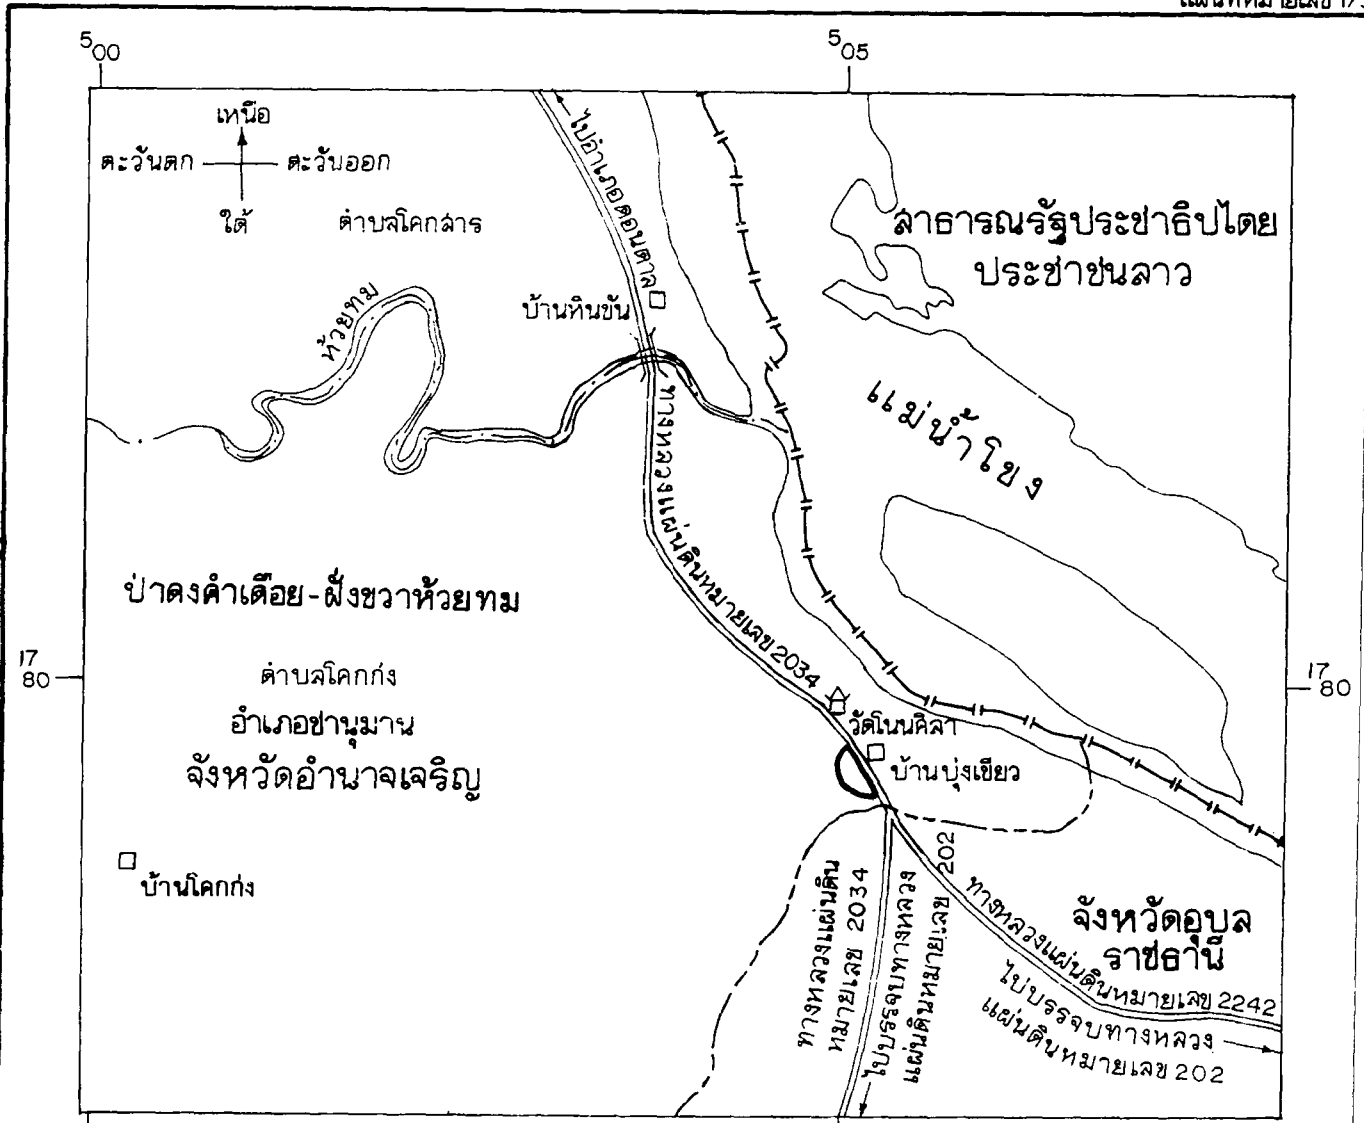 500
505
เหนือ
ตะวันตก
ตะวันออก
ใต้
ตำบลโคกสาร
ไปอำเภอดอนตาล
สาธารณรัฐประชาธิปไตย
ประชาชนลาว
บ้านหินขัน
ห้วยทม
แม่น้ำโขง
ทางหลวงแผ่นดินหมายเลข 2034
ป่าดงคำเดือย-ฝั่งขวาห้วยทม
1780
ตำบลโคกก่ง
อำเภอชานุมาน
จังหวัดอำนาจเจริญ
1780
วัดโนนศิลา
บ้านบุ่งเขียว
บ้านโคกก่ง
ทางหลวงแผ่นดิน
หมายเลข 2034
ไปบรรจบทางหลวง
แผ่นดินหมายเลข 202
ทางหลวงแผ่นดินหมายเลข 2242
จังหวัดอุบล
ราชธานี
ไปบรรจบทางหลวง
แผ่นดินหมายเลข 202